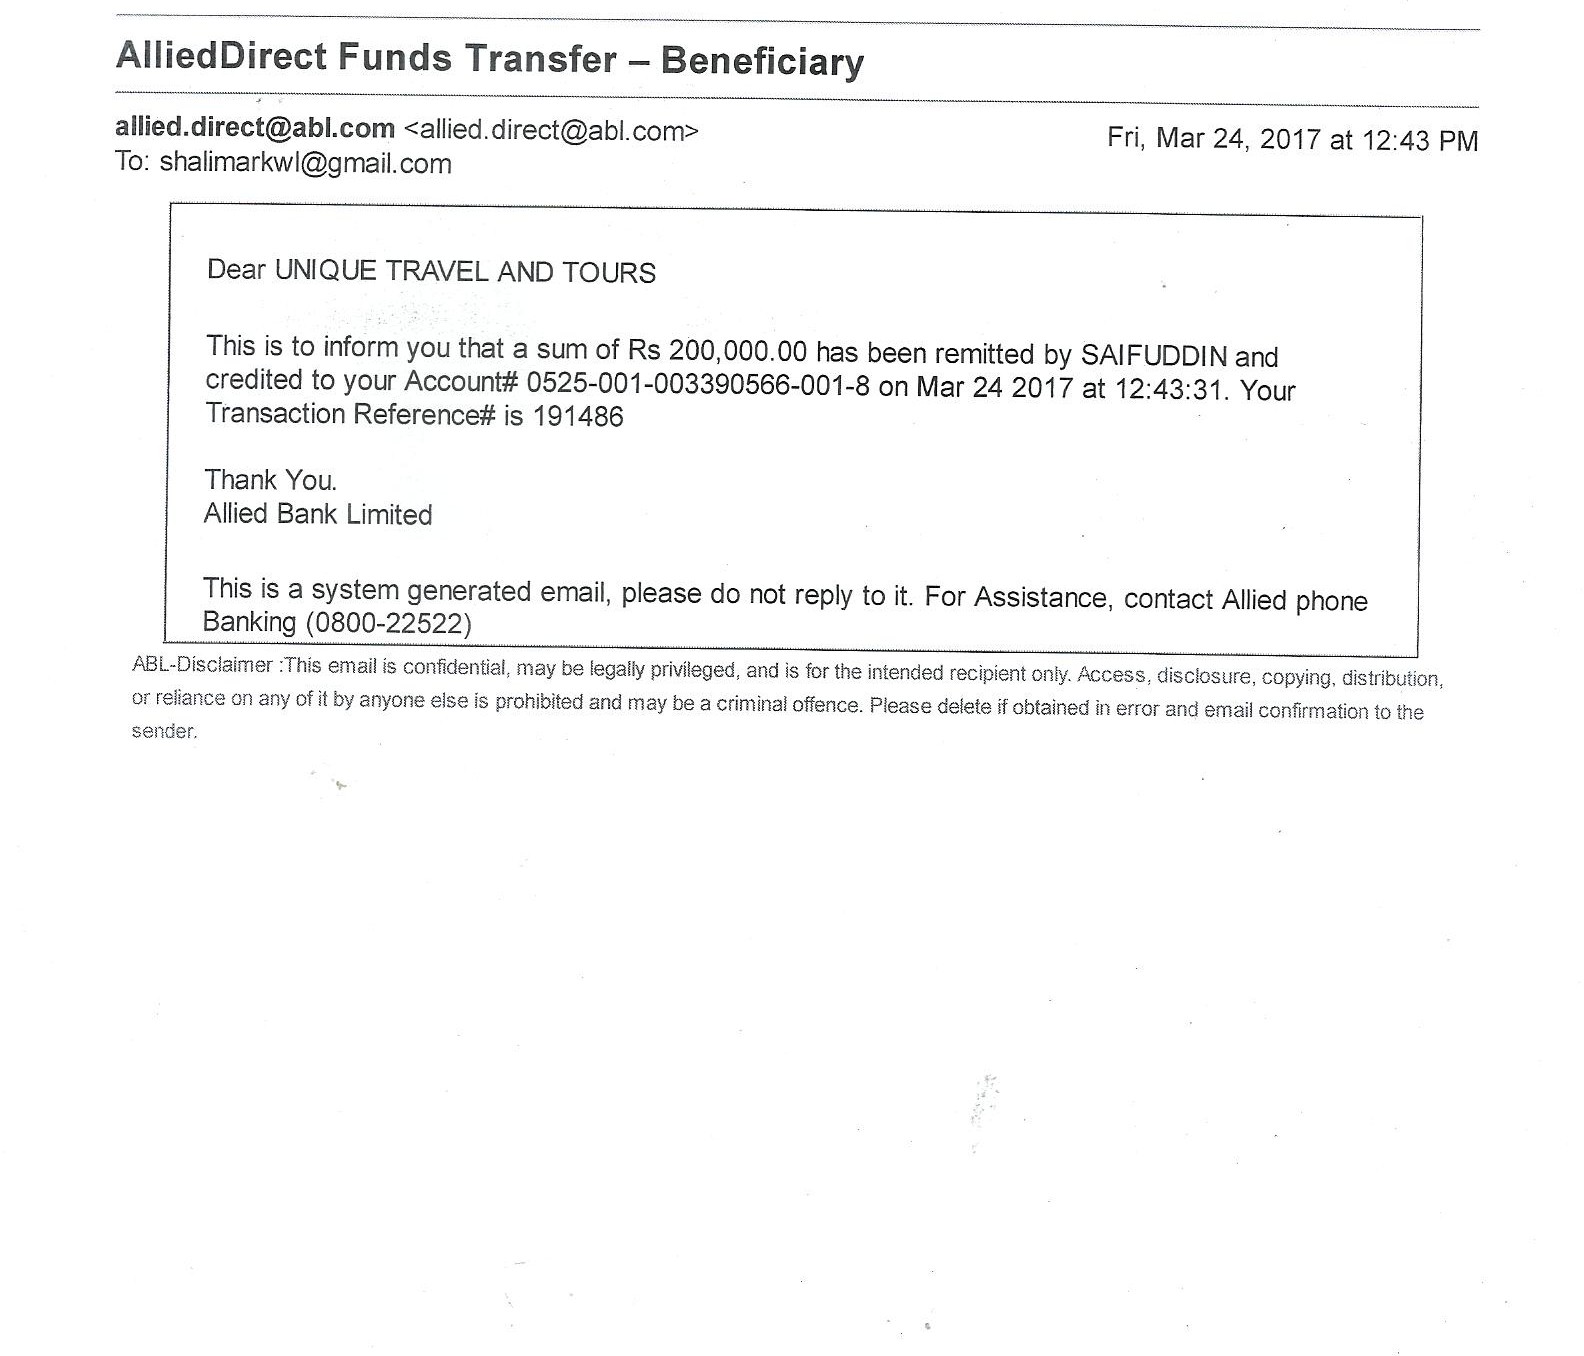 AlliedDirect Funds Transfer – Beneficiary
allied.direct@abl.com <allied.direct@abl.com>
Fri, Mar 24, 2017 at 12:43 PM
To: shalimarkwl@gmail.com
Dear UNIQUE TRAVEL AND TOURS
This is to inform you that a sum of Rs 200,000.00 has been remitted by SAIFUDDIN and
credited to your Account# 0525-001-003390566-001-8 on Mar 24 2017 at 12:43:31. Your
Transaction Reference# is 191486
Thank You.
Allied Bank Limited
This is a system generated email, please do not reply to it. For Assistance, contact Allied phone
Banking (0800-22522)
ABL-Disclaimer :This email is confidential, may be legally privileged, and is for the intended recipient only. Access, disclosure, copying, distribution,
or reliance on any of it by anyone else is prohibited and may be a criminal offence. Please delete if obtained in error and email confirmation to the
sender.